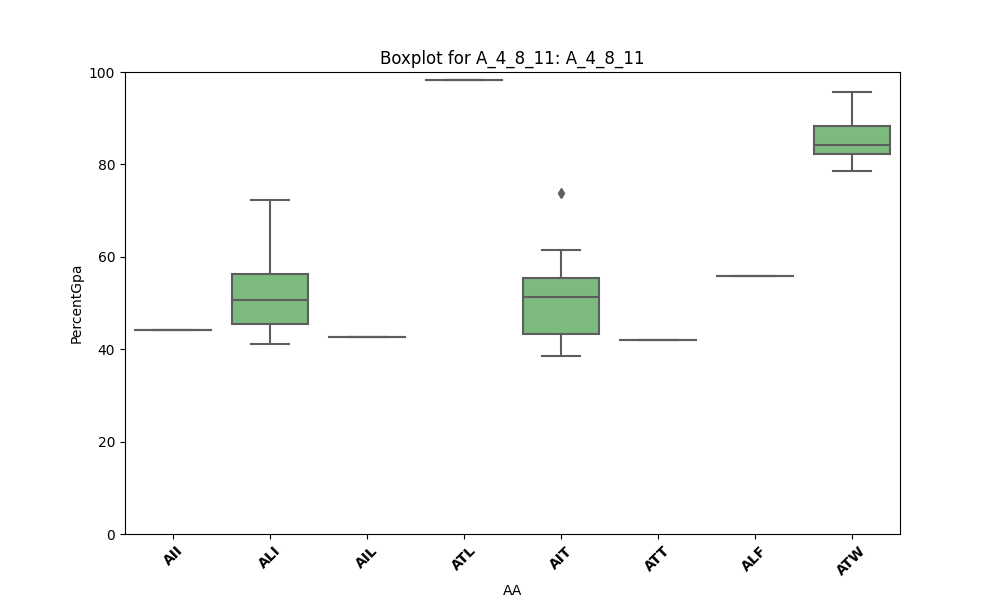 Boxplot for A_4_8_11: A_4_8_11
100
80
60
40
20
0
PercentGpa
AII
ALI
AIL
ATL
AIT
ATT
ALF
ATW
AA